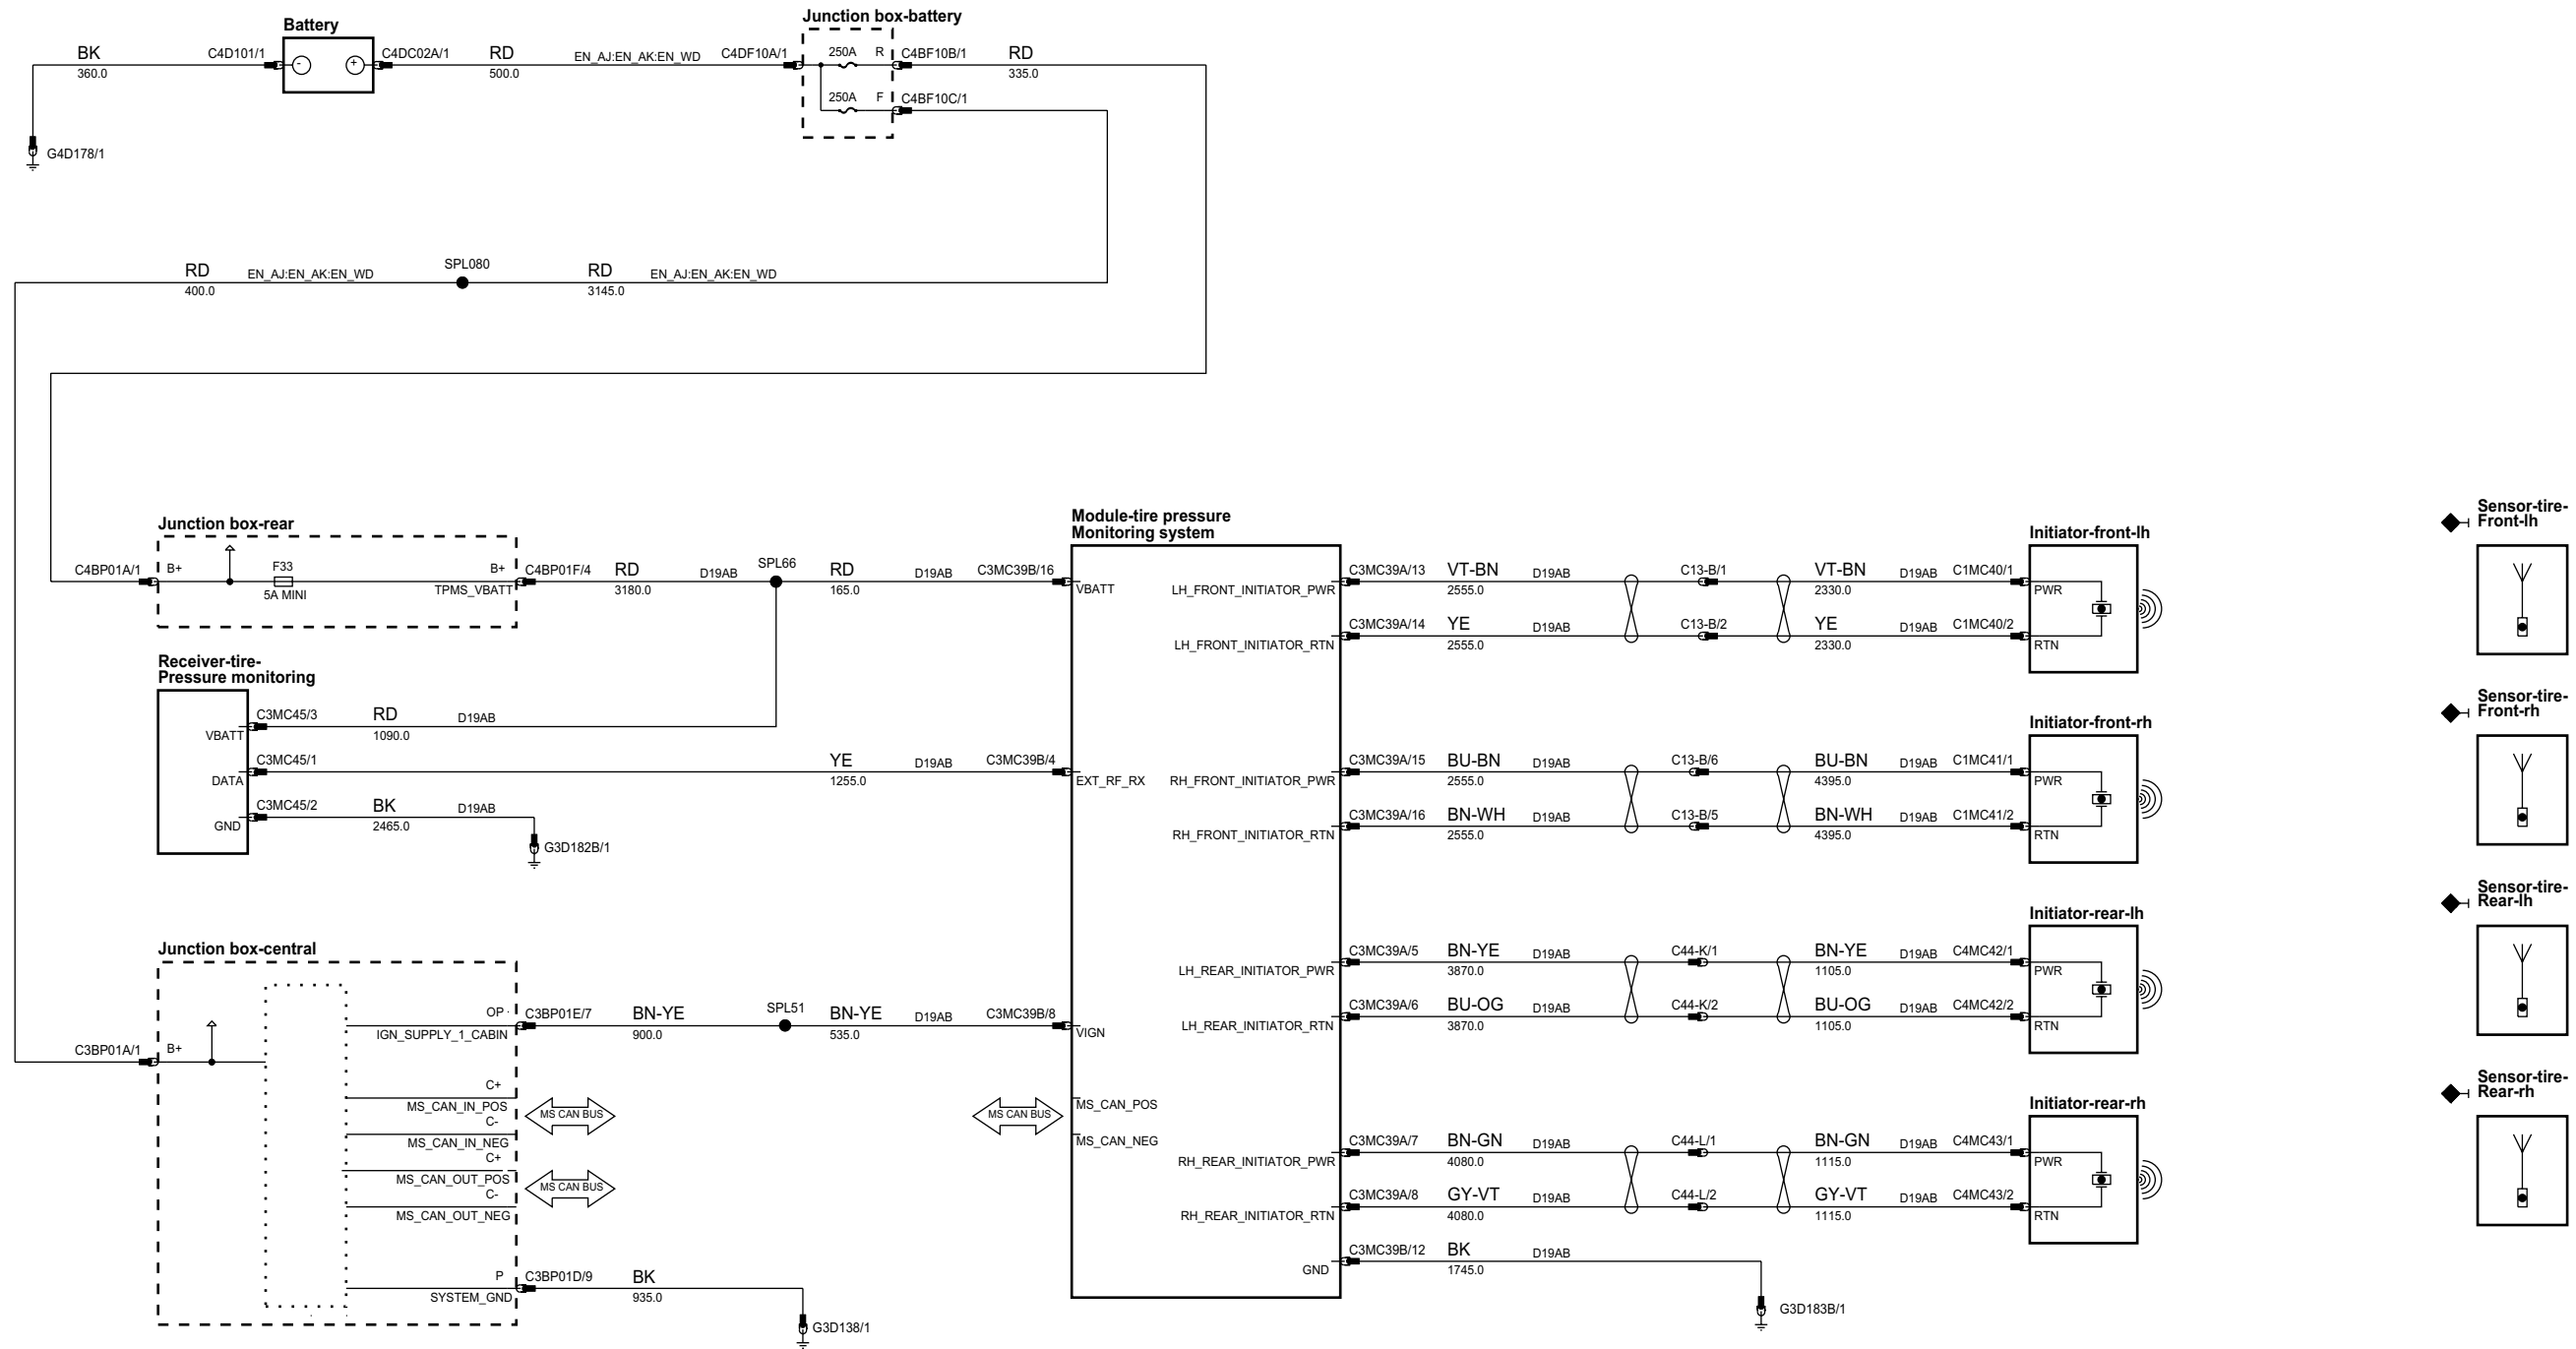 Battery
Junction box-battery
BK
360.0
C4D101/1
-
+
C4DC02A/1
RD
500.0
EN_AJ:EN_AK:EN_WD
C4DF10A/1
250A
R
C4BF10B/1
RD
335.0
250A
F
C4BF10C/1
G4D178/1
RD
400.0
EN_AJ:EN_AK:EN_WD
SPL080
RD
3145.0
EN_AJ:EN_AK:EN_WD
Junction box-rear
C4BP01A/1
B+
F33
5A MINI
B+
TPMS_VBATT
C4BP01F/4
RD
3180.0
D19AB
SPL66
RD
165.0
D19AB
C3MC39B/16
Receiver-tire-
Pressure monitoring
VBATT
C3MC45/3
RD
1090.0
D19AB
DATA
C3MC45/1
YE
1255.0
D19AB
C3MC39B/4
GND
C3MC45/2
BK
2465.0
D19AB
G3D182B/1
Junction box-central
C3BP01A/1
B+
OP
IGN_SUPPLY_1_CABIN
C3BP01E/7
BN-YE
900.0
SPL51
BN-YE
535.0
D19AB
C3MC39B/8
C+
MS_CAN_IN_POS
C-
MS_CAN_IN_NEG
MS CAN BUS
C+
MS_CAN_OUT_POS
C-
MS_CAN_OUT_NEG
MS CAN BUS
P
SYSTEM_GND
C3BP01D/9
BK
935.0
G3D138/1
MS CAN BUS
Module-tire pressure
Monitoring system
VBATT
EXT_RF_RX
VIGN
MS_CAN_POS
MS_CAN_NEG
LH_FRONT_INITIATOR_PWR
C3MC39A/13
VT-BN
2555.0
D19AB
C13-B/1
VT-BN
2330.0
D19AB
C1MC40/1
LH_FRONT_INITIATOR_RTN
C3MC39A/14
YE
2555.0
D19AB
C13-B/2
YE
2330.0
D19AB
C1MC40/2
Initiator-front-lh
PWR
RTN
RH_FRONT_INITIATOR_PWR
C3MC39A/15
BU-BN
2555.0
D19AB
C13-B/6
BU-BN
4395.0
D19AB
C1MC41/1
RH_FRONT_INITIATOR_RTN
C3MC39A/16
BN-WH
2555.0
D19AB
C13-B/5
BN-WH
4395.0
D19AB
C1MC41/2
Initiator-front-rh
PWR
RTN
LH_REAR_INITIATOR_PWR
C3MC39A/5
BN-YE
3870.0
D19AB
C44-K/1
BN-YE
1105.0
D19AB
C4MC42/1
LH_REAR_INITIATOR_RTN
C3MC39A/6
BU-OG
3870.0
D19AB
C44-K/2
BU-OG
1105.0
D19AB
C4MC42/2
Initiator-rear-lh
PWR
RTN
RH_REAR_INITIATOR_PWR
C3MC39A/7
BN-GN
4080.0
D19AB
C44-L/1
BN-GN
1115.0
D19AB
C4MC43/1
RH_REAR_INITIATOR_RTN
C3MC39A/8
GY-VT
4080.0
D19AB
C44-L/2
GY-VT
1115.0
D19AB
C4MC43/2
Initiator-rear-rh
PWR
RTN
GND
C3MC39B/12
BK
1745.0
D19AB
G3D183B/1
Sensor-tire-
Front-lh
Sensor-tire-
Front-rh
Sensor-tire-
Rear-lh
Sensor-tire-
Rear-rh